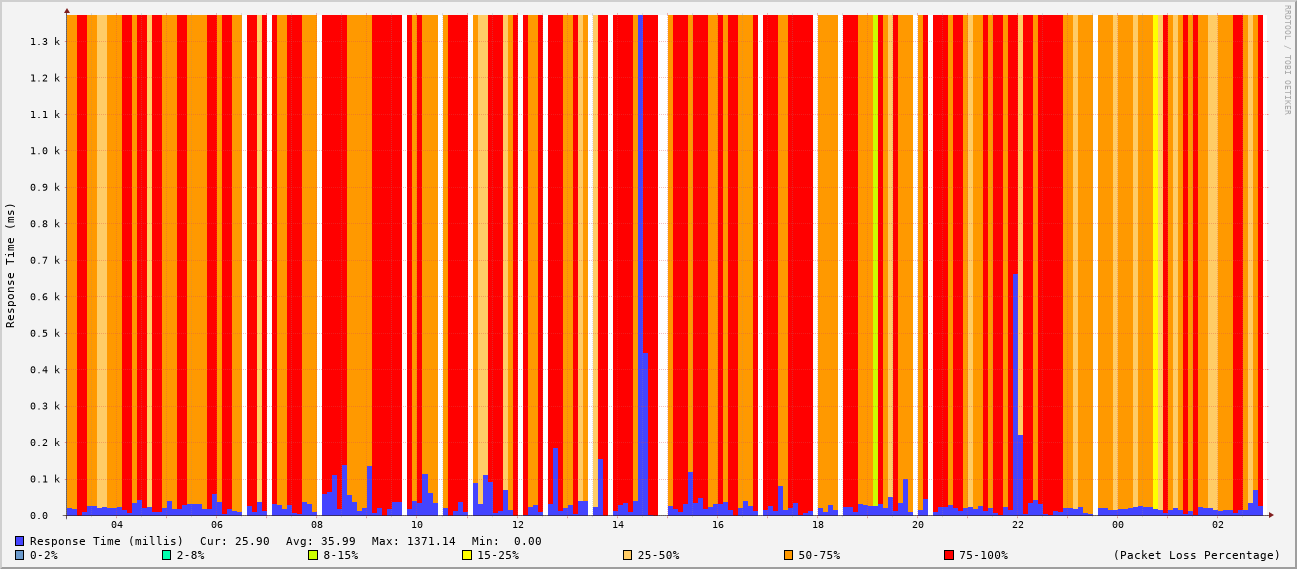 RRDTOOL / TOBI OETIKER
Response Time (ms)
1.3 k
1.2 k
1.1 k
1.0 k
0.9 k
0.8 k
0.7 k
0.6 k
0.5 k
0.4 k
0.3 k
0.2 k
0.1 k
0.0
04 06 08 10 12 14 16 18 20 22 00 02
Response Time (millis) Cur: 25.90 Avg: 35.99 Max: 1371.14 Min: 0.00
0-2% 2-8% 8-15% 15-25% 25-50% 50-75% 75-100% (Packet Loss Percentage)